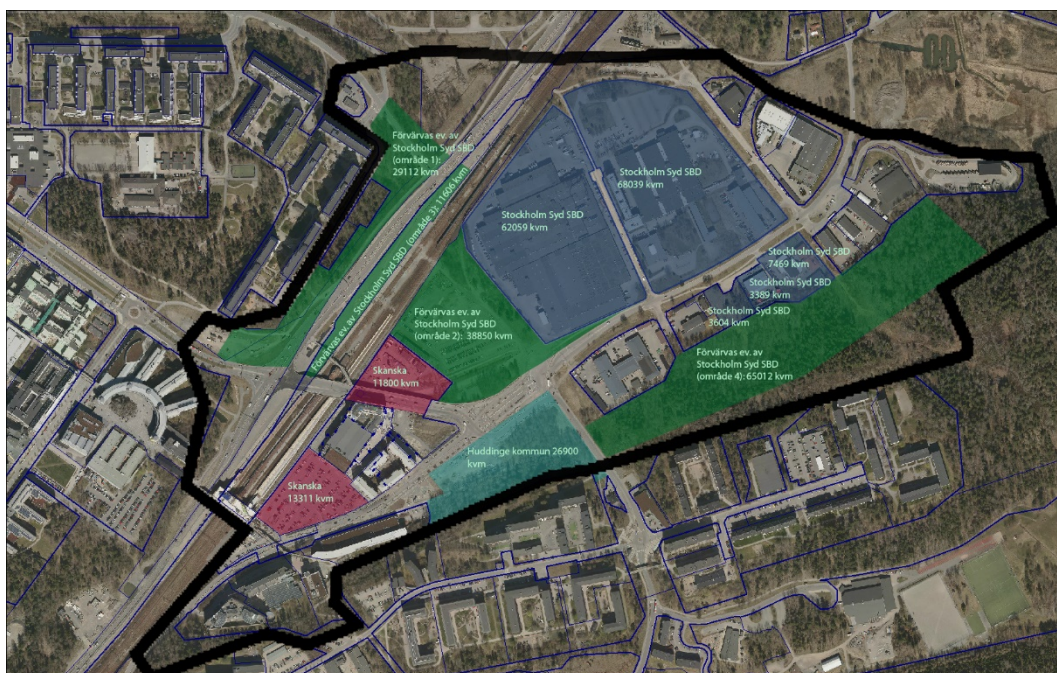 Förvärvas ev. av
Stockholm Syd SBD
(område 1):
29112 kvm
Förvärvas ev. av. Stockholm Syd SBD (område 3): 11606 kvm
Stockholm Syd SBD
68039 kvm
Stockholm Syd SBD
62059 kvm
Stockholm Syd SBD
7469 kvm
Stockholm Syd SBD
3389 kvm
Stockholm Syd SBD
3604 kvm
Förvärvas ev. av
Stockholm Syd SBD
(område 2): 38850 kvm
Förvärvas ev. av
Stockholm Syd SBD
(område 4): 65012 kvm
Skanska
11800 kvm
Huddinge kommun 26900
kvm
Skanska
13311 kvm